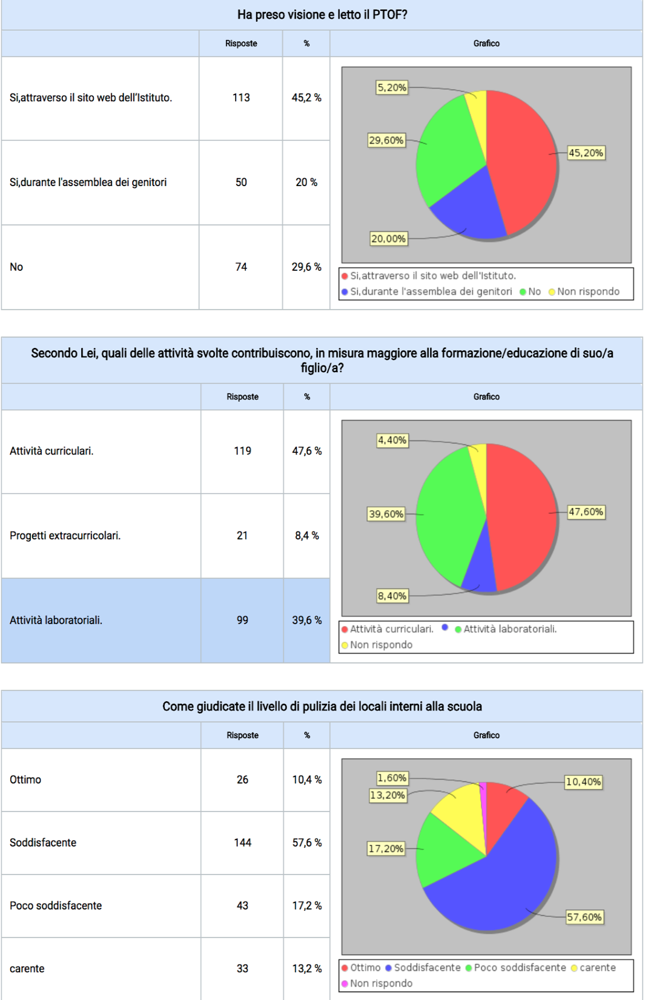 Ha preso visione e letto il PTOF?
Risposte % Grafico
Si,attraverso il sito web dell'Istituto. 113 45,2 %
Si,durante l'assemblea dei genitori 50 20 %
No 74 29,6 %
5,20%
29,60%
45,20%
20,00%
Si,attraverso il sito web dell'Istituto.
Si,durante l'assemblea dei genitori No Non rispondo
Secondo Lei, quali delle attività svolte contribuiscono, in misura maggiore alla formazione/educazione di suo/a
figlio/a?
Risposte % Grafico
Attività curriculari. 119 47,6 %
Progetti extracurricolari. 21 8,4 %
Attività laboratoriali. 99 39,6 %
4,40%
47,60%
39,60%
8,40%
Attività curriculari. Attività laboratoriali.
Non rispondo
Come giudicate il livello di pulizia dei locali interni alla scuola
Risposte % Grafico
Ottimo 26 10,4 %
Soddisfacente 144 57,6 %
Poco soddisfacente 43 17,2 %
carente 33 13,2 %
1,60%
10,40%
13,20%
17,20%
57,60%
Ottimo Soddisfacente Poco soddisfacente carente
Non rispondo